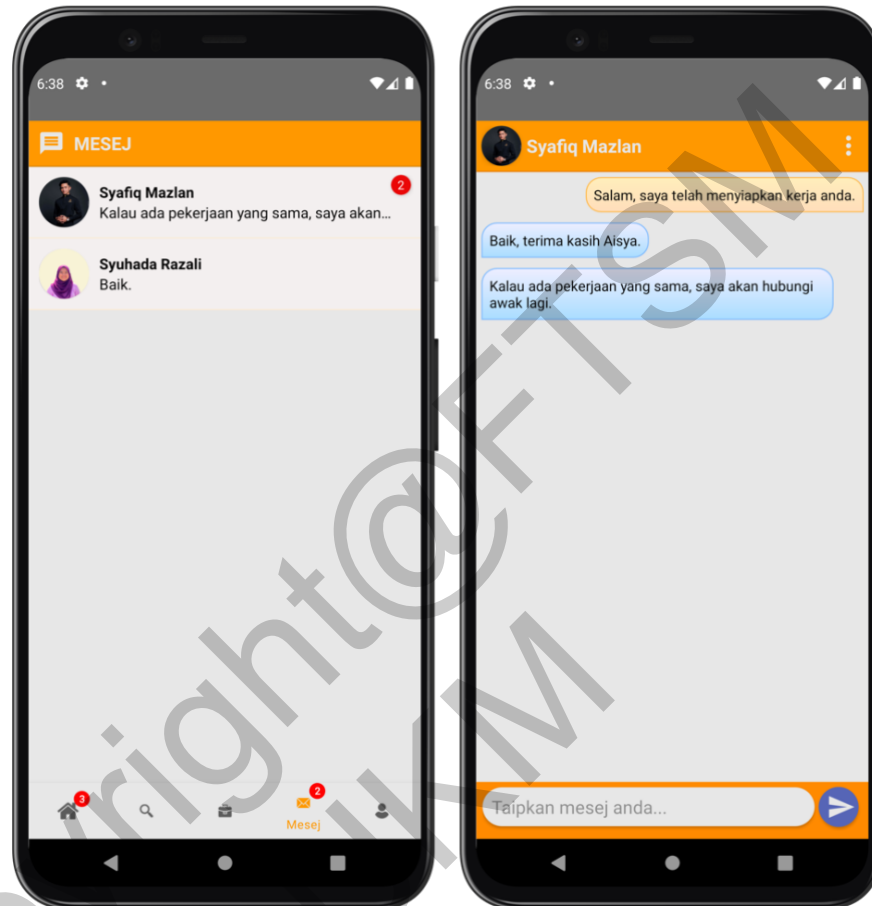 6:38
MESEJ
Syafiq Mazlan
2
Kalau ada pekerjaan yang sama, saya akan...
Syuhada Razali
Baik.
3
2
Mesej
6:38
Syafiq Mazlan
Salam, saya telah menyiapkan kerja anda.
Baik, terima kasih Aisya.
Kalau ada pekerjaan yang sama, saya akan hubungi
awak lagi.
Taipkan mesej anda...
right@FTSM
KM